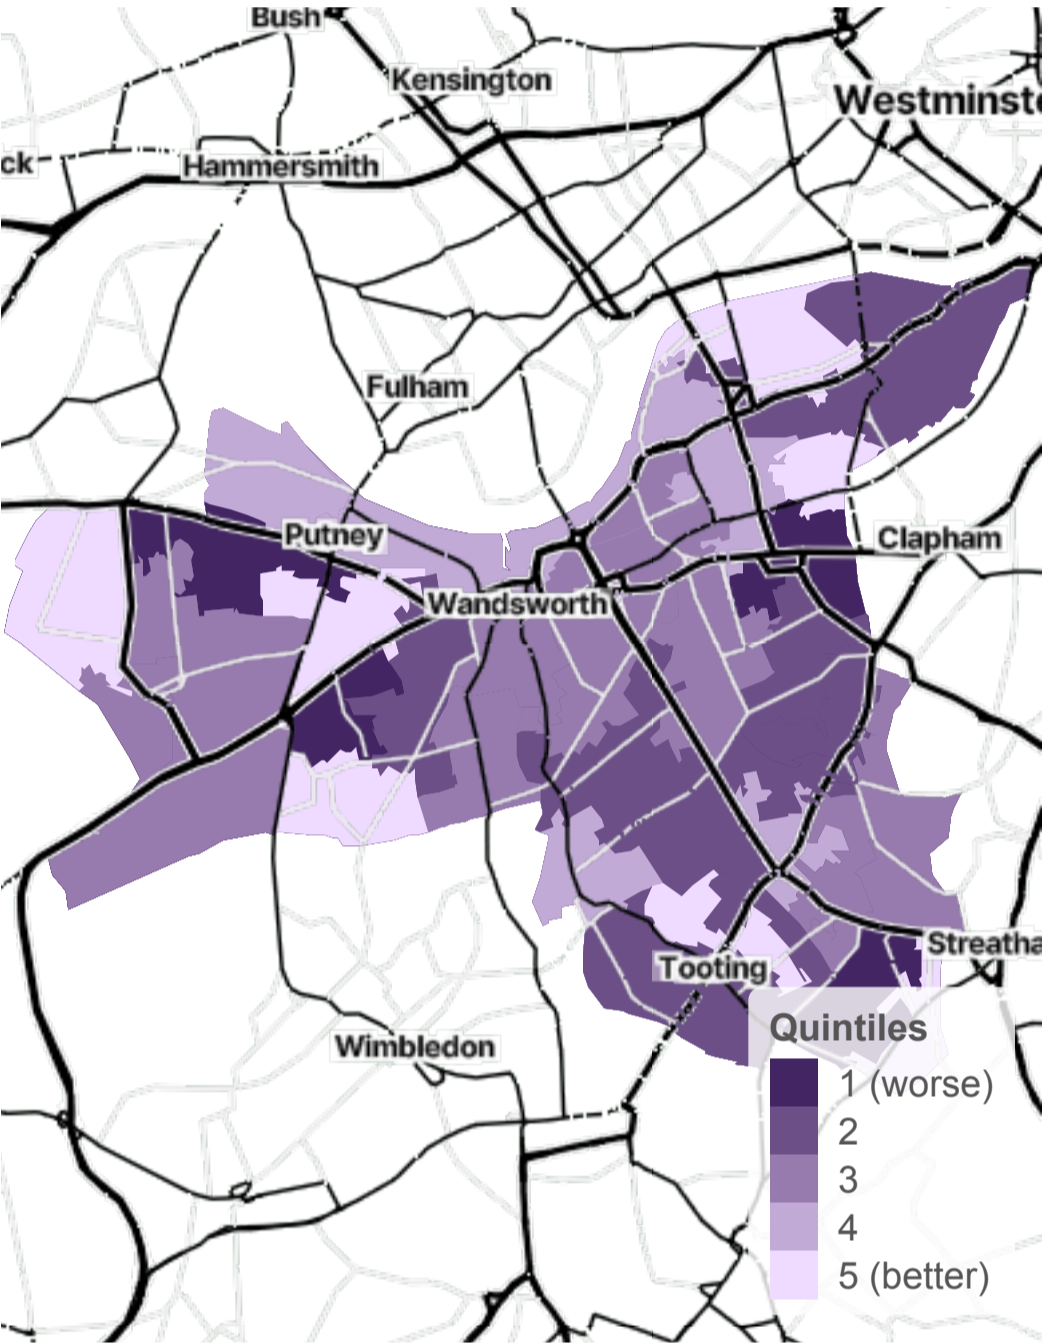 Bush
Kensington
Westminste
ck
Hammersmith
Fulham
Putney
Clapham
Wandsworth
Streatha
Tooting
Wimbledon
Quintiles
1 (worse)
2
3
4
5 (better)